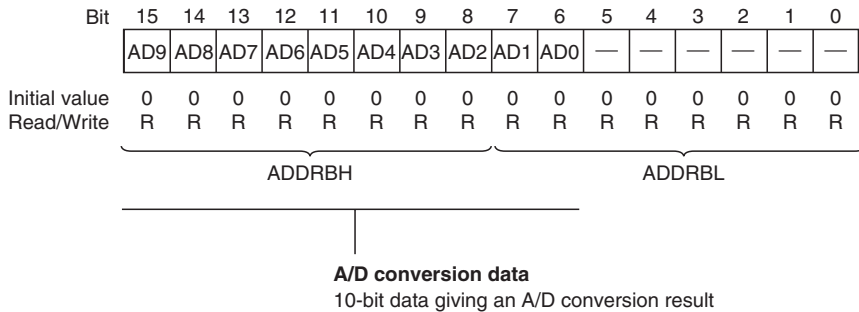 Bit 15 14 13 12 11 10 9 8 7 6 5 4 3 2 1 0
AD9 AD8 AD7 AD6 AD5 AD4 AD3 AD2 AD1 AD0 — — — — — —
Initial value 0 0 0 0 0 0 0 0 0 0 0 0 0 0 0 0
Read/Write R R R R R R R R R R R R R R R R
ADDRBH ADDRBL
A/D conversion data
10-bit data giving an A/D conversion result